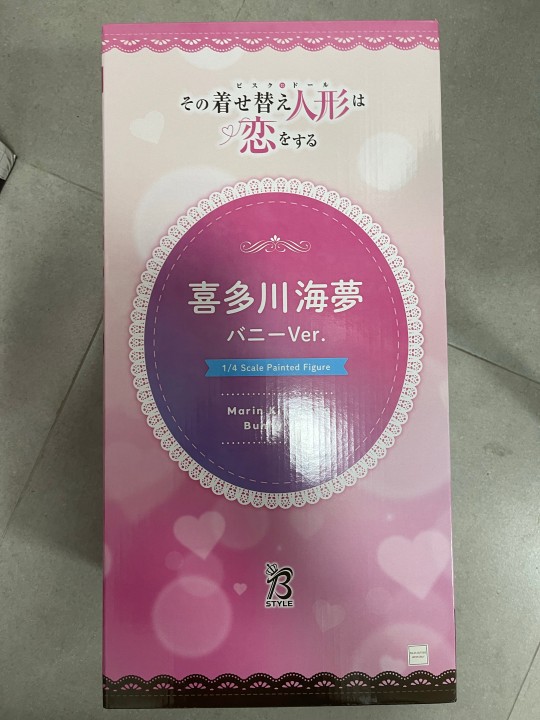 ビスク・ドール
その着せ替え人形は
恋をする
喜多川海夢
バニーVer.
1/4 Scale Painted Figure
Marin
B
STYLE